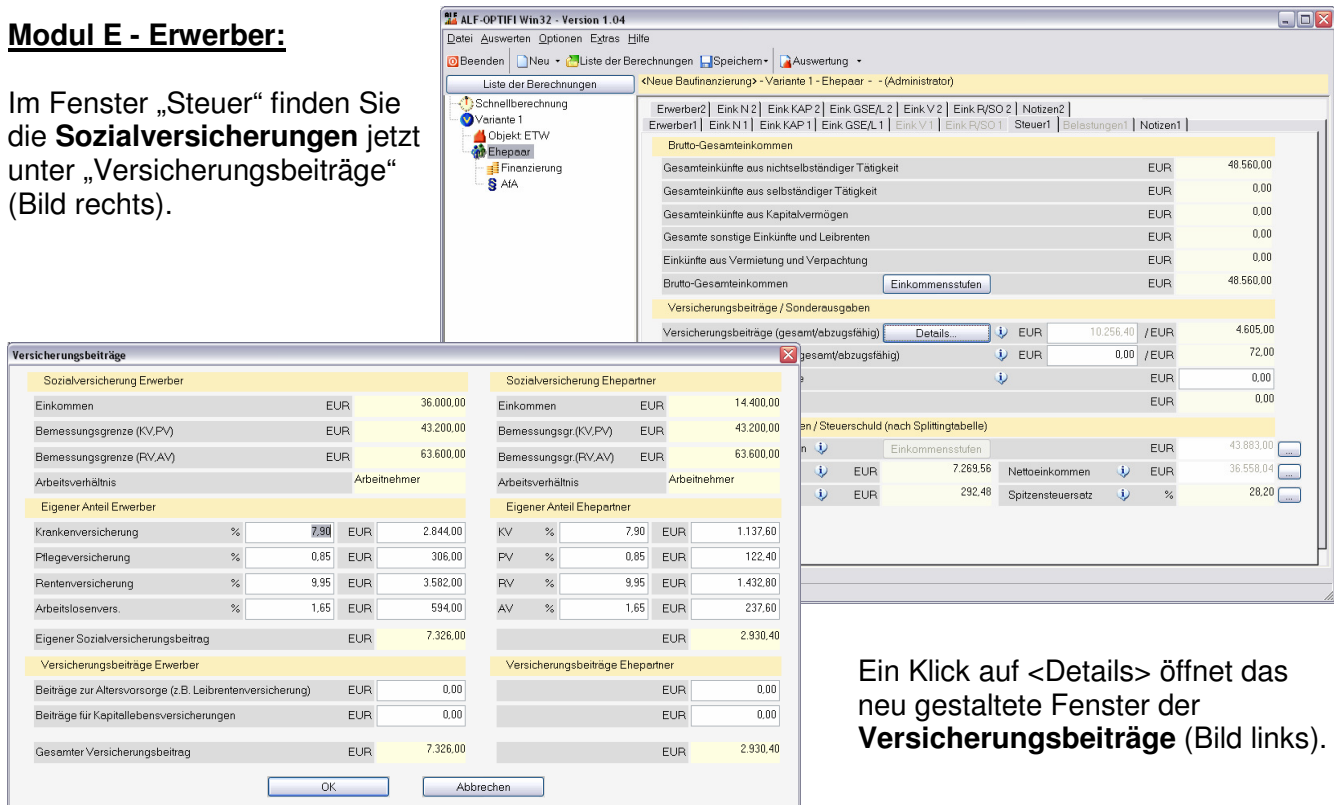 Modul E - Erwerber:
Im Fenster „Steuer“ finden Sie
die Sozialversicherungen jetzt
unter „Versicherungsbeiträge“
(Bild rechts).
ALF-OPTIFI Win32 - Version 1.04
Datei Auswerten Optionen Extras Hilfe
Beenden Neu Liste der Berechnungen Speichern Auswertung
Liste der Berechnungen
<Neue Baufinanzierung> - Variante 1 - Ehepaar - - (Administrator)
Schnellberechnung
Variante 1
Objekt ETW
Ehepaar
Finanzierung
§ AfA
Erwerber2 Eink N 2 Eink KAP 2 Eink GSE/L 2 Eink V 2 Eink R/SO 2 Notizen2
Erwerber1 Eink N 1 Eink KAP 1 Eink GSE/L 1 Eink V 1 Eink R/SO 1 Steuer1 Belastungen1 Notizen1
Brutto-Gesamteinkommen
Gesamteinkünfte aus nichtselbständiger Tätigkeit EUR 48.560,00
Gesamteinkünfte aus selbständiger Tätigkeit EUR 0,00
Gesamteinkünfte aus Kapitalvermögen EUR 0,00
Gesamte sonstige Einkünfte und Leibrenten EUR 0,00
Einkünfte aus Vermietung und Verpachtung EUR 0,00
Brutto-Gesamteinkommen Einkommensstufen EUR 48.560,00
Versicherungsbeiträge / Sonderausgaben
Versicherungsbeiträge (gesamt/abzugsfähig) Details... EUR 10.256,40 / EUR 4.605,00
gesamt/abzugsfähig) EUR 0,00 / EUR 72,00
EUR 0,00
EUR 0,00
en / Steuerschuld (nach Splittingtabelle)
n Einkommensstufen EUR 43.883,00 ...
EUR 7.269,56 Nettoeinkommen EUR 36.558,04 ...
EUR 292,48 Spitzensteuersatz % 28,20 ...
Versicherungsbeiträge
Sozialversicherung Erwerber Sozialversicherung Ehepartner
Einkommen EUR 36.000,00 Einkommen EUR 14.400,00
Bemessungsgrenze (KV,PV) EUR 43.200,00 Bemessungsgr.(KV,PV) EUR 43.200,00
Bemessungsgrenze (RV,AV) EUR 63.600,00 Bemessungsgr.(RV,AV) EUR 63.600,00
Arbeitsverhältnis Arbeitnehmer Arbeitsverhältnis Arbeitnehmer
Eigener Anteil Erwerber Eigener Anteil Ehepartner
Krankenversicherung % 7,90 EUR 2.844,00 KV % 7,90 EUR 1.137,60
Pflegeversicherung % 0,85 EUR 306,00 PV % 0,85 EUR 122,40
Rentenversicherung % 9,95 EUR 3.582,00 RV % 9,95 EUR 1.432,80
Arbeitslosenvers. % 1,65 EUR 594,00 AV % 1,65 EUR 237,60
Eigener Sozialversicherungsbeitrag EUR 7.326,00 EUR 2.930,40
Versicherungsbeiträge Erwerber Versicherungsbeiträge Ehepartner
Beiträge zur Altersvorsorge (z.B. Leibrentenversicherung) EUR 0,00 EUR 0,00
Beiträge für Kapitallebensversicherungen EUR 0,00 EUR 0,00
Gesamter Versicherungsbeitrag EUR 7.326,00 EUR 2.930,40
OK Abbrechen
Ein Klick auf <Details> öffnet das
neu gestaltete Fenster der
Versicherungsbeiträge (Bild links).